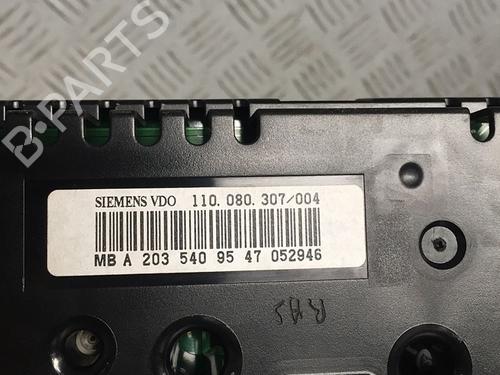 B PARTS
SIEMENS VDO 110.080.307/004
MB A 203 540 95 47 052946